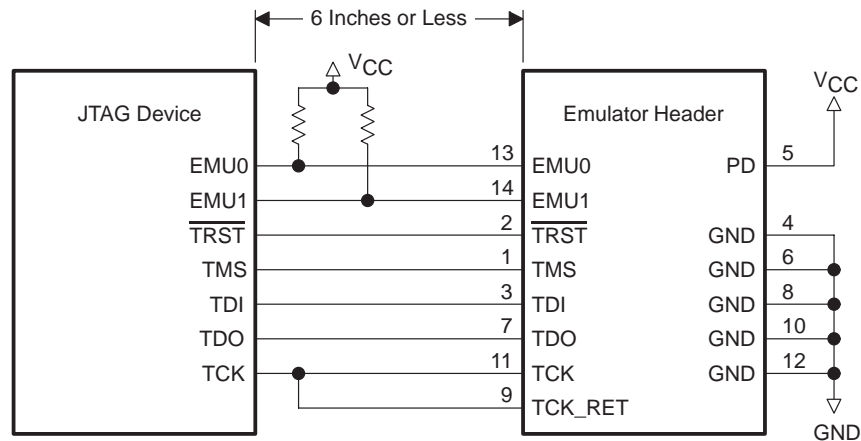 6 Inches or Less
VCC
VCC
JTAG Device
Emulator Header
EMU0 13 EMU0 PD 5
EMU1 14 EMU1
TRST 2 TRST GND 4
TMS 1 TMS GND 6
TDI 3 TDI GND 8
TDO 7 TDO GND 10
TCK 11 TCK GND 12
9 TCK_RET
GND